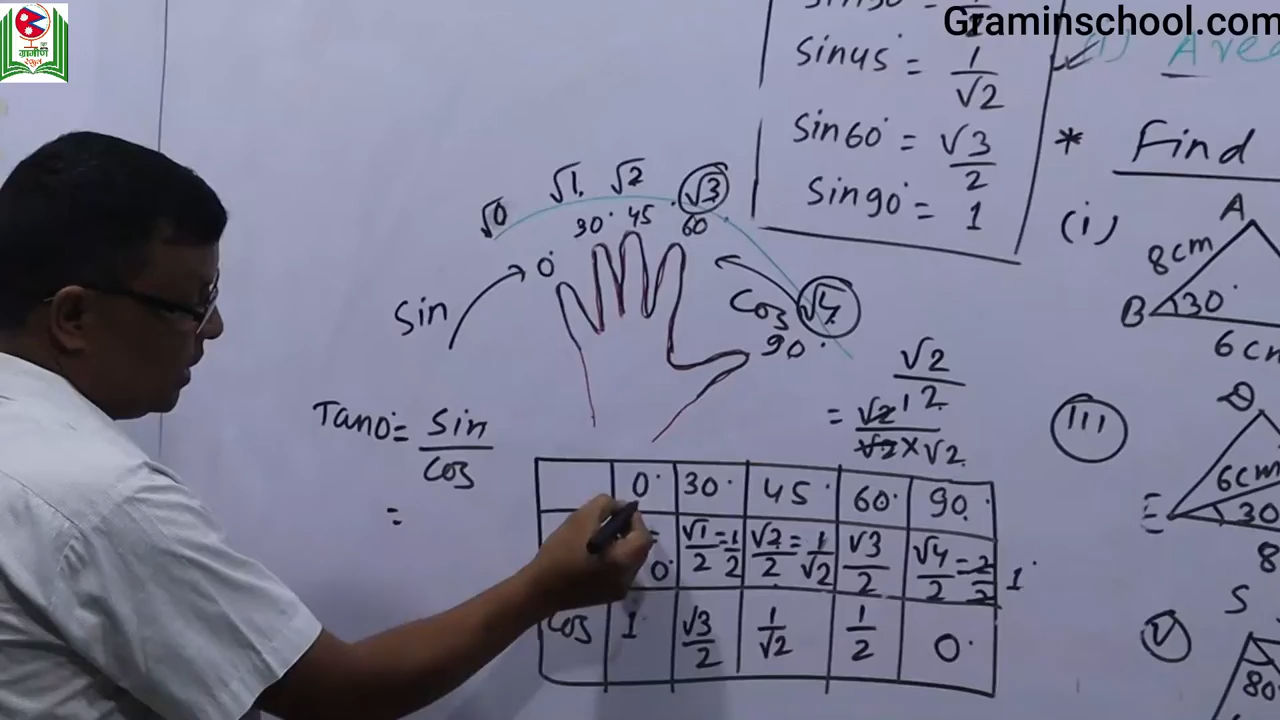 Graminschool.com
ग्रामीण
sin45° = 1/√2
sin60° = √3/2
sin90° = 1
(i) Area
* Find
(i)
A
8cm
B 30°
6cm
√0 √1 √2 √3 √4
0° 30° 45 60 90°
Sin
Cos
√2/2
= √2 / √2×√2
Tan0° = Sin/Cos
=
0° 30° 45° 60° 90°
= 0° √1/2=1/2 √2/2=1/√2 √3/2 √4/2=2/2 1
Cos 1 √3/2 1/√2 1/2 0
III
D
6cm
E 30
8
V
S
80°